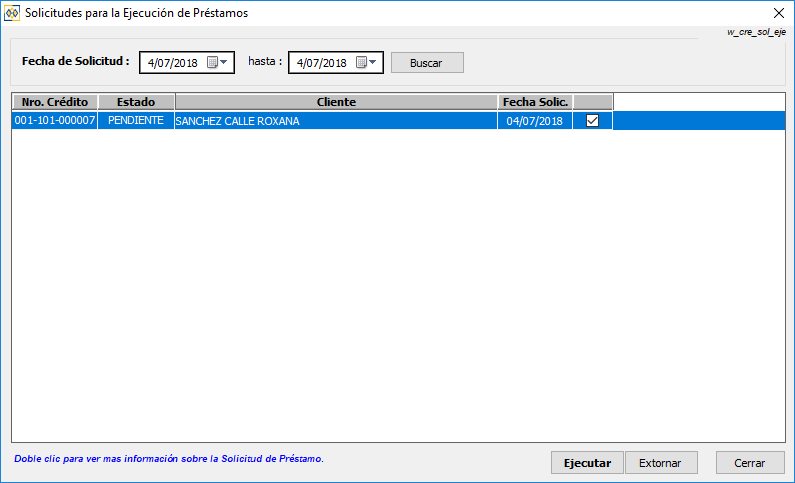 Solicitudes para la Ejecución de Préstamos
w_cre_sol_eje
Fecha de Solicitud : 4/07/2018 hasta : 4/07/2018 Buscar
Nro. Crédito Estado Cliente Fecha Solic.
001-101-000007 PENDIENTE SANCHEZ CALLE ROXANA 04/07/2018
Doble clic para ver mas información sobre la Solicitud de Préstamo. Ejecutar Extornar Cerrar